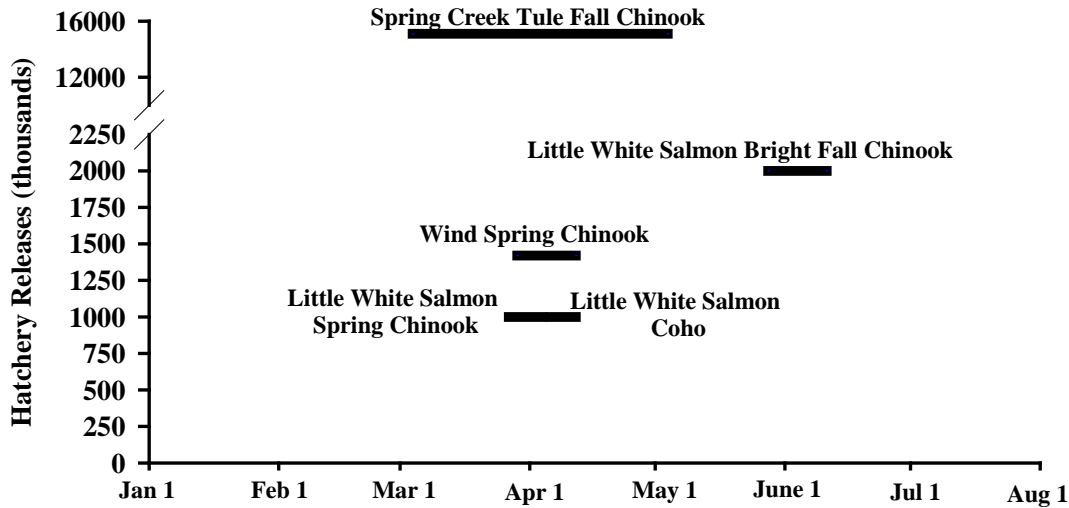 Spring Creek Tule Fall Chinook
16000
12000
2250
Little White Salmon Bright Fall Chinook
2000
1750
Wind Spring Chinook
1500
1250
Little White Salmon
Spring Chinook
Little White Salmon
Coho
1000
750
500
250
0
Hatchery Releases (thousands)
Jan 1
Feb 1
Mar 1
Apr 1
May 1
June 1
Jul 1
Aug 1